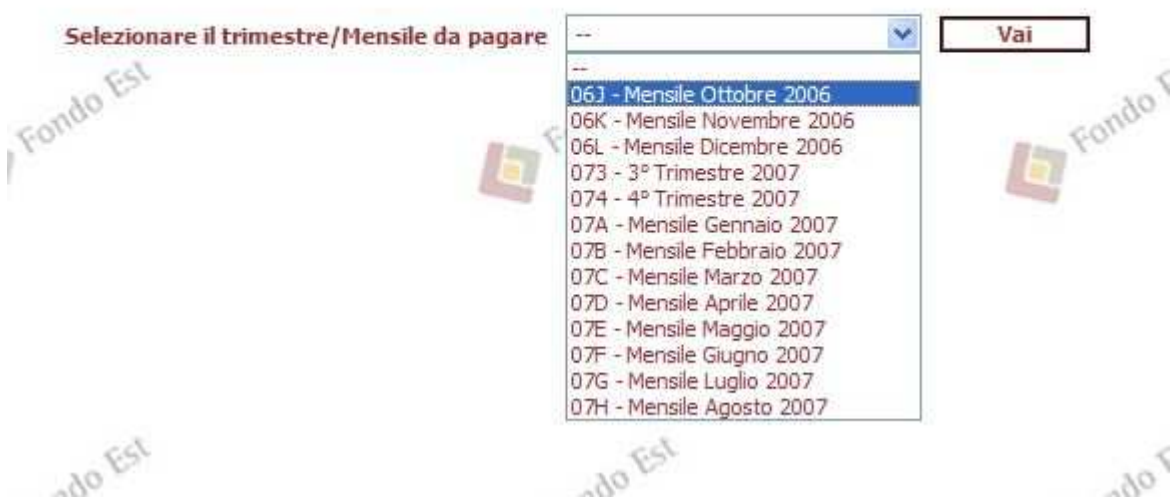 Selezionare il trimestre/Mensile da pagare -- Vai
--
06J - Mensile Ottobre 2006
06K - Mensile Novembre 2006
06L - Mensile Dicembre 2006
073 - 3° Trimestre 2007
074 - 4° Trimestre 2007
07A - Mensile Gennaio 2007
07B - Mensile Febbraio 2007
07C - Mensile Marzo 2007
07D - Mensile Aprile 2007
07E - Mensile Maggio 2007
07F - Mensile Giugno 2007
07G - Mensile Luglio 2007
07H - Mensile Agosto 2007
Fondo Est
Fondo